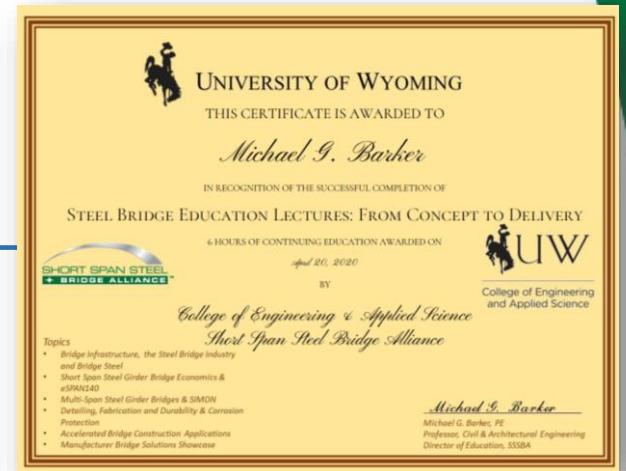 UNIVERSITY OF WYOMING
THIS CERTIFICATE IS AWARDED TO
Michael G. Barker
IN RECOGNITION OF THE SUCCESSFUL COMPLETION OF
STEEL BRIDGE EDUCATION LECTURES: FROM CONCEPT TO DELIVERY
6 HOURS OF CONTINUING EDUCATION AWARDED ON
April 20, 2020
BY
SHORT SPAN STEEL
+ BRIDGE ALLIANCE™
UW
College of Engineering
and Applied Science
College of Engineering & Applied Science
Short Span Steel Bridge Alliance
Topics
• Bridge Infrastructure, the Steel Bridge Industry
and Bridge Steel
• Short Span Steel Girder Bridge Economics &
eSPAN140
• Multi-Span Steel Girder Bridges & SIMON
• Detailing, Fabrication and Durability & Corrosion
Protection
• Accelerated Bridge Construction Applications
• Manufacturer Bridge Solutions Showcase
Michael G. Barker
Michael G. Barker, PE
Professor, Civil & Architectural Engineering
Director of Education, SSSBA